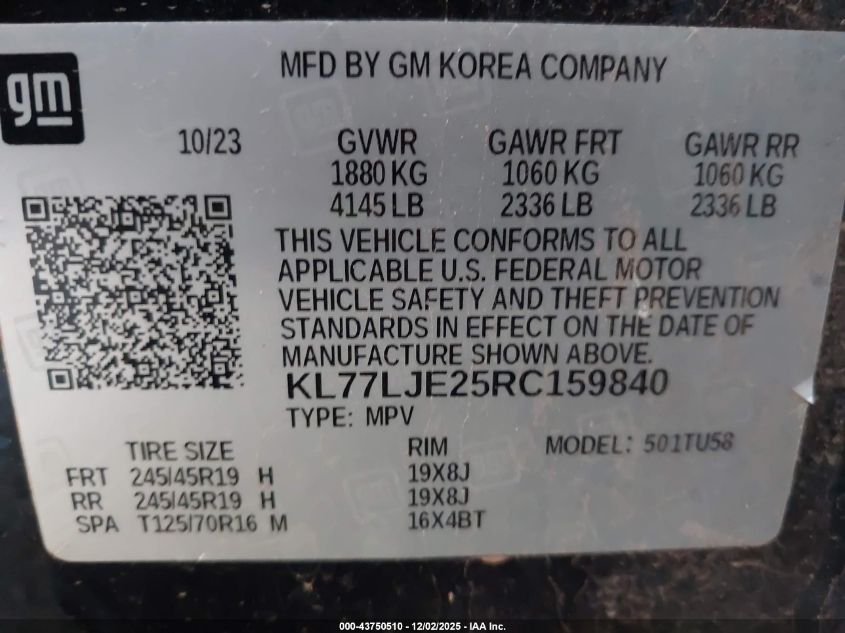 gm
MFD BY GM KOREA COMPANY
10/23 GVWR GAWR FRT GAWR RR
1880 KG 1060 KG 1060 KG
4145 LB 2336 LB 2336 LB
THIS VEHICLE CONFORMS TO ALL
APPLICABLE U.S. FEDERAL MOTOR
VEHICLE SAFETY AND THEFT PREVENTION
STANDARDS IN EFFECT ON THE DATE OF
MANUFACTURE SHOWN ABOVE.
KL77LJE25RC159840
TYPE: MPV
TIRE SIZE RIM MODEL: 501TU58
FRT 245/45R19 H 19X8J
RR 245/45R19 H 19X8J
SPA T125/70R16 M 16X4BT
000-43750510 - 12/02/2025 - IAA Inc.